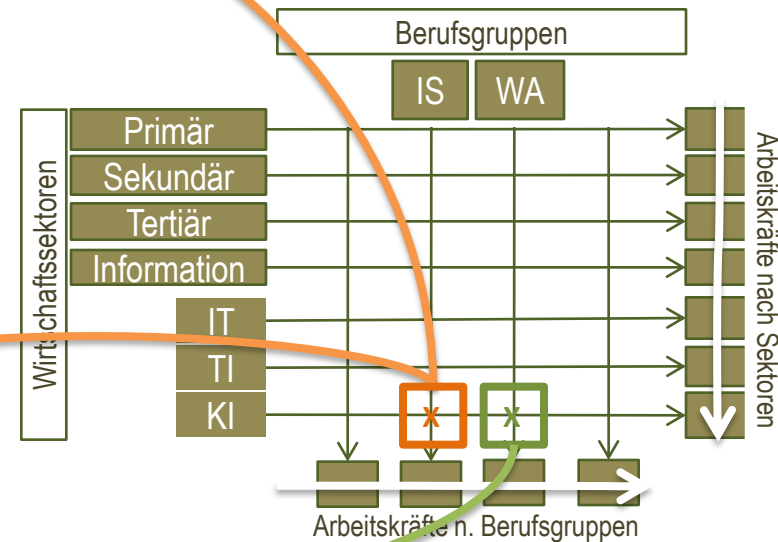 Berufsgruppen
IS
WA
Wirtschaftssektoren
Primär
Sekundär
Tertiär
Information
IT
TI
KI
x
x
Arbeitskräfte nach Sektoren
Arbeitskräfte n. Berufsgruppen